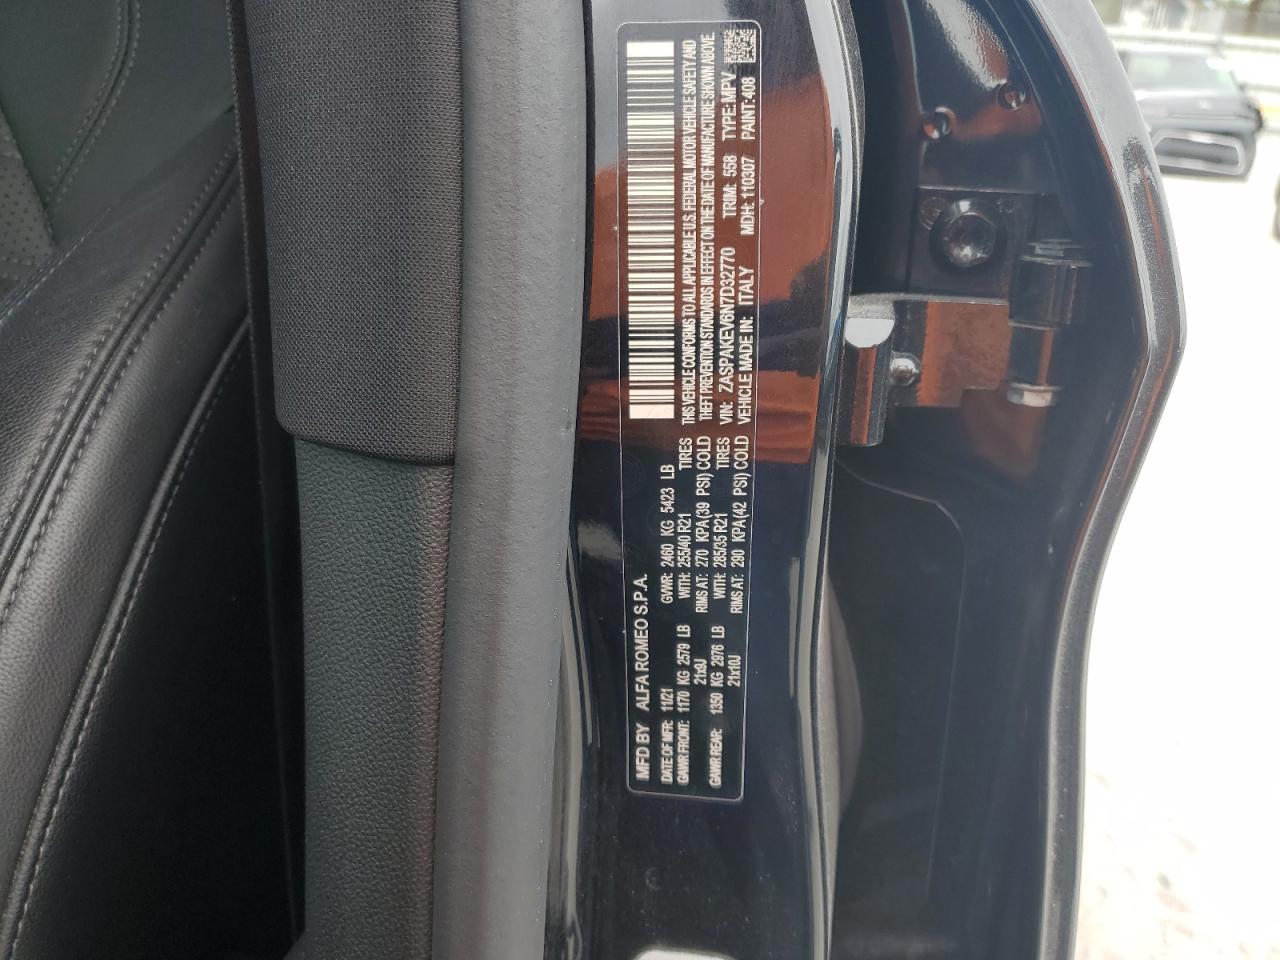 MFD BY ALFA ROMEO S.P.A.
DATE OF MFR: 11/21 GVWR: 2460 KG 5423 LB
GAWR FRONT: 1170 KG 2579 LB WITH: 255/40 R21 TIRES
21x9J RIMS AT: 270 KPA(39 PSI) COLD
GAWR REAR: 1350 KG 2976 LB WITH: 285/35 R21 TIRES
21x10J RIMS AT: 290 KPA(42 PSI) COLD
THIS VEHICLE CONFORMS TO ALL APPLICABLE U.S. FEDERAL MOTOR VEHICLE SAFETY AND
THEFT PREVENTION STANDARDS IN EFFECT ON THE DATE OF MANUFACTURE SHOWN ABOVE.
VIN: ZASPAKEV6N7D32770 TRIM: 558 TYPE:MPV
VEHICLE MADE IN: ITALY MDH: 110307 PAINT:408